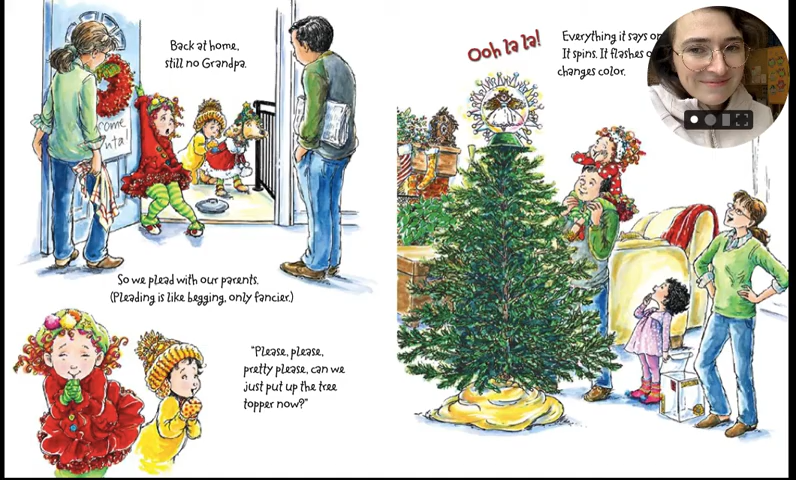 Back at home,
still no Grandpa.
So we plead with our parents.
(Pleading is like begging, only fancier.)
"Please, please,
pretty please, can we
just put up the tree
topper now?"
Ooh la la!
Everything it says
It spins. It flashes
changes color.